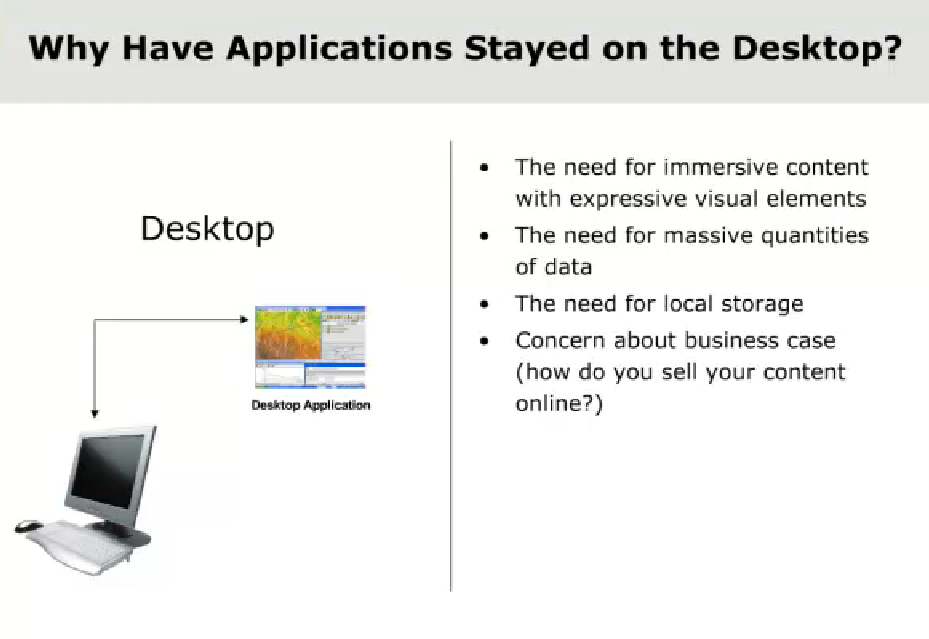 Why Have Applications Stayed on the Desktop?
Desktop
Desktop Application
• The need for immersive content
with expressive visual elements
• The need for massive quantities
of data
• The need for local storage
• Concern about business case
(how do you sell your content
online?)